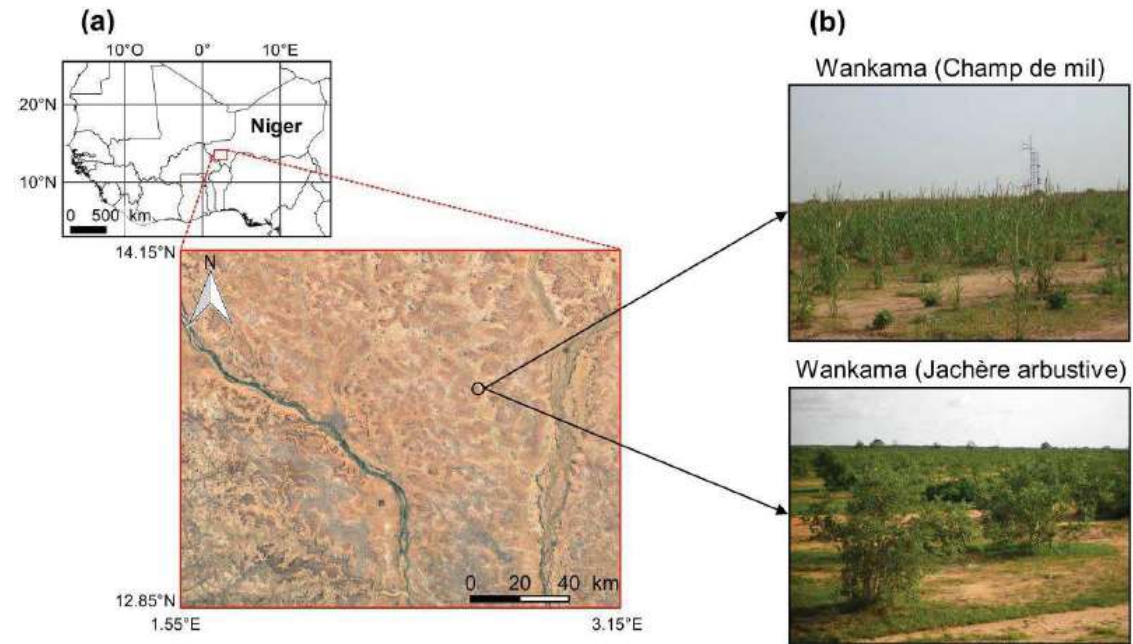 (a)
10°O 0° 10°E
20°N
Niger
10°N
0 500 km
14.15°N
N
0 20 40 km
12.85°N
1.55°E 3.15°E
(b)
Wankama (Champ de mil)
Wankama (Jachère arbustive)